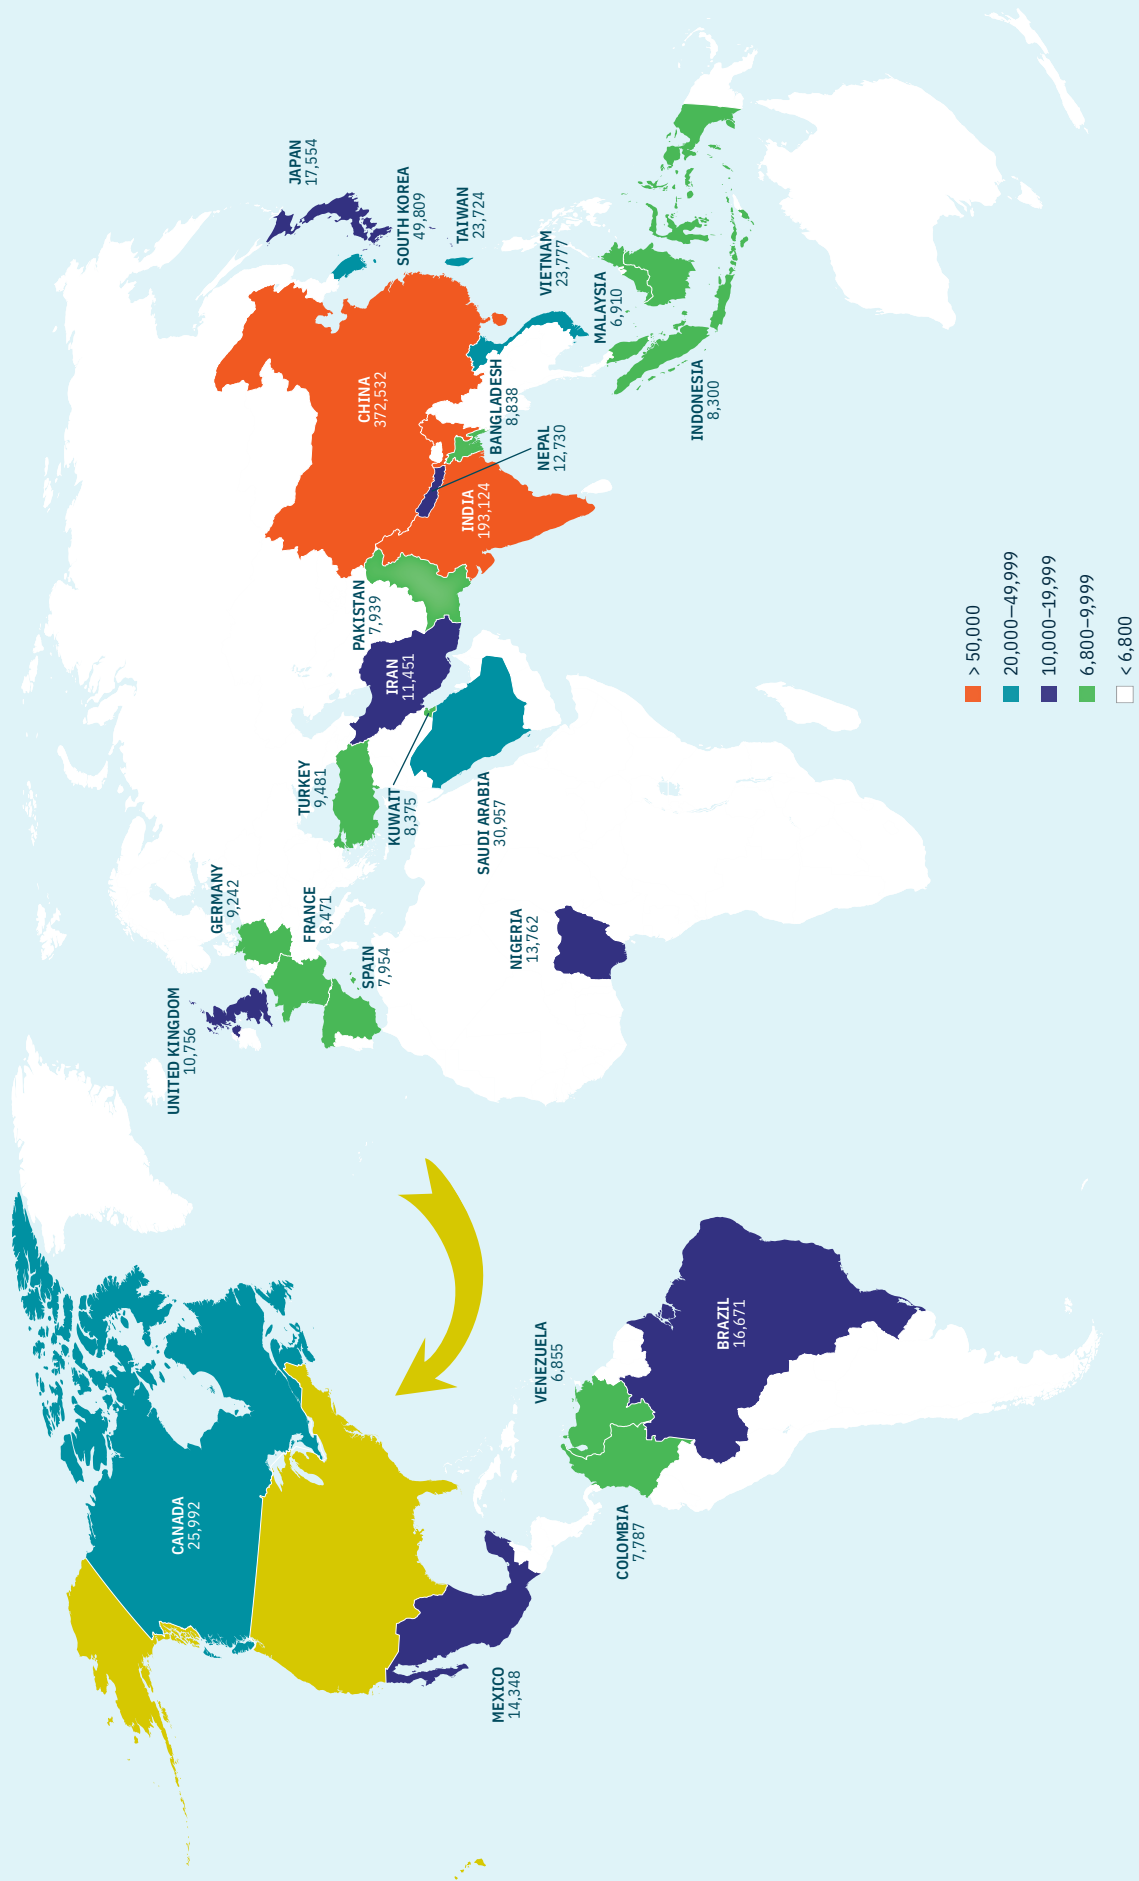 CANADA
25,992
MEXICO
14,348
COLOMBIA
7,787
VENEZUELA
6,855
BRAZIL
16,671
UNITED KINGDOM
10,756
GERMANY
9,242
FRANCE
8,471
SPAIN
7,954
NIGERIA
13,762
TURKEY
9,481
KUWAIT
8,375
SAUDI ARABIA
30,957
IRAN
11,451
PAKISTAN
7,939
INDIA
193,124
CHINA
372,532
NEPAL
12,730
BANGLADESH
8,838
MALAYSIA
6,910
INDONESIA
8,300
VIETNAM
23,777
TAIWAN
23,724
SOUTH KOREA
49,809
JAPAN
17,554
> 50,000
20,000–49,999
10,000–19,999
6,800–9,999
< 6,800